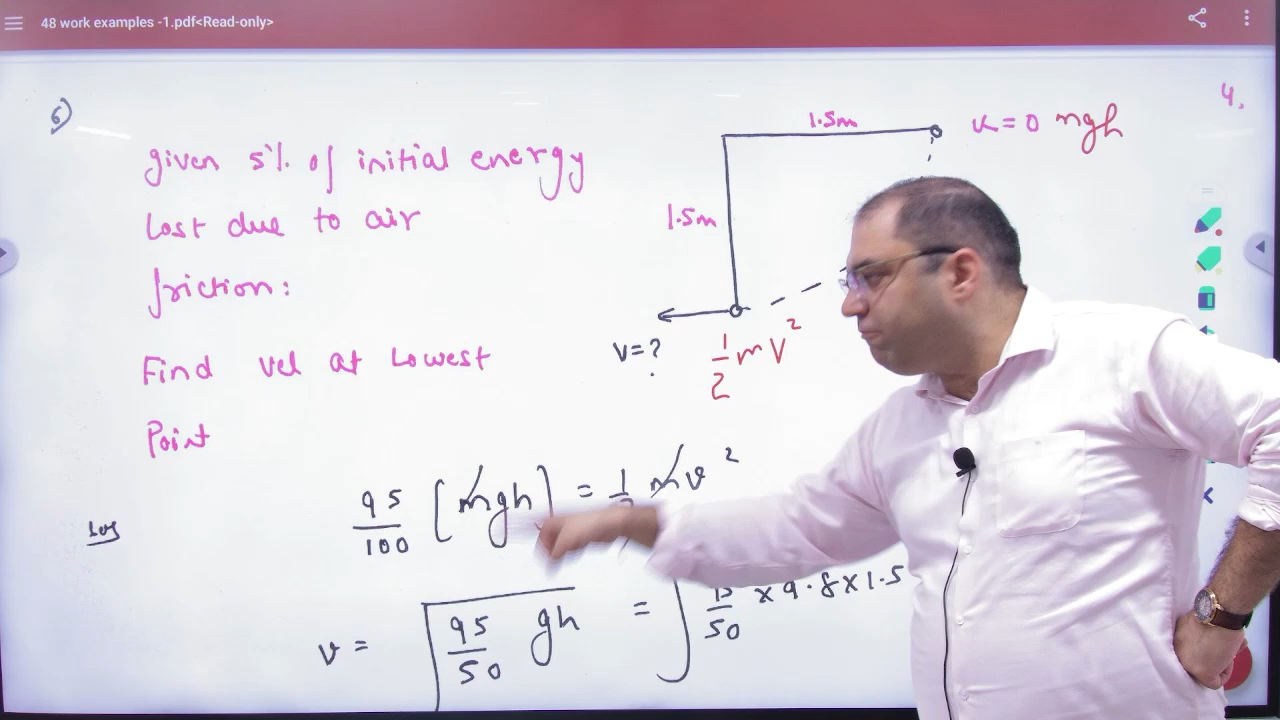 48 work examples -1.pdf<Read-only>
6)
4.
given 5% of initial energy
Lost due to air
friction:
Find vel at Lowest
Point
1.5m
u=0 mgh
1.5m
v=?
1/2 mV²
Sos
95/100 [mgh] = 1/2 mv²
v = √95/50 gh = √ /50 ×9.8×1.5